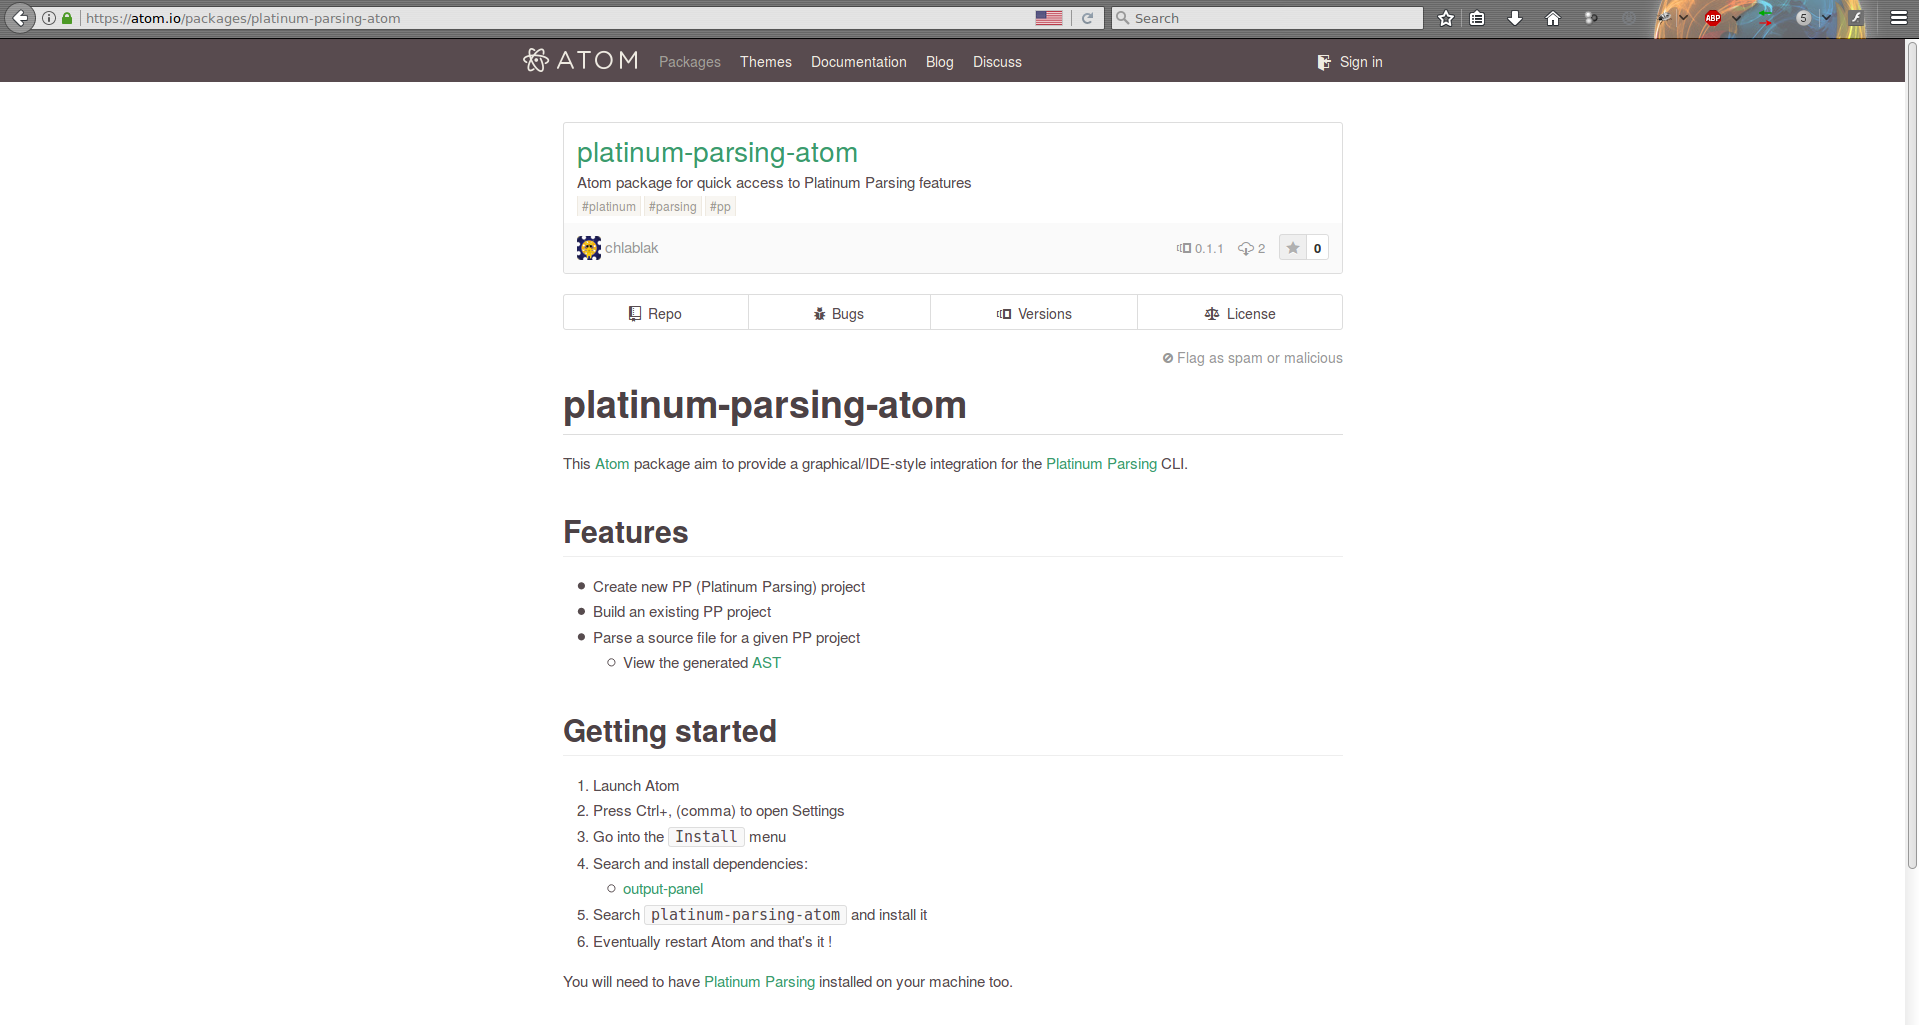 https://atom.io/packages/platinum-parsing-atom
Search
ABP
5
ATOM
Packages
Themes
Documentation
Blog
Discuss
Sign in
platinum-parsing-atom
Atom package for quick access to Platinum Parsing features
#platinum #parsing #pp
chlablak
0.1.1
2
0
Repo
Bugs
Versions
License
Flag as spam or malicious
platinum-parsing-atom
This Atom package aim to provide a graphical/IDE-style integration for the Platinum Parsing CLI.
Features
Create new PP (Platinum Parsing) project
Build an existing PP project
Parse a source file for a given PP project
View the generated AST
Getting started
1. Launch Atom
2. Press Ctrl+, (comma) to open Settings
3. Go into the Install menu
4. Search and install dependencies:
output-panel
5. Search platinum-parsing-atom and install it
6. Eventually restart Atom and that's it !
You will need to have Platinum Parsing installed on your machine too.